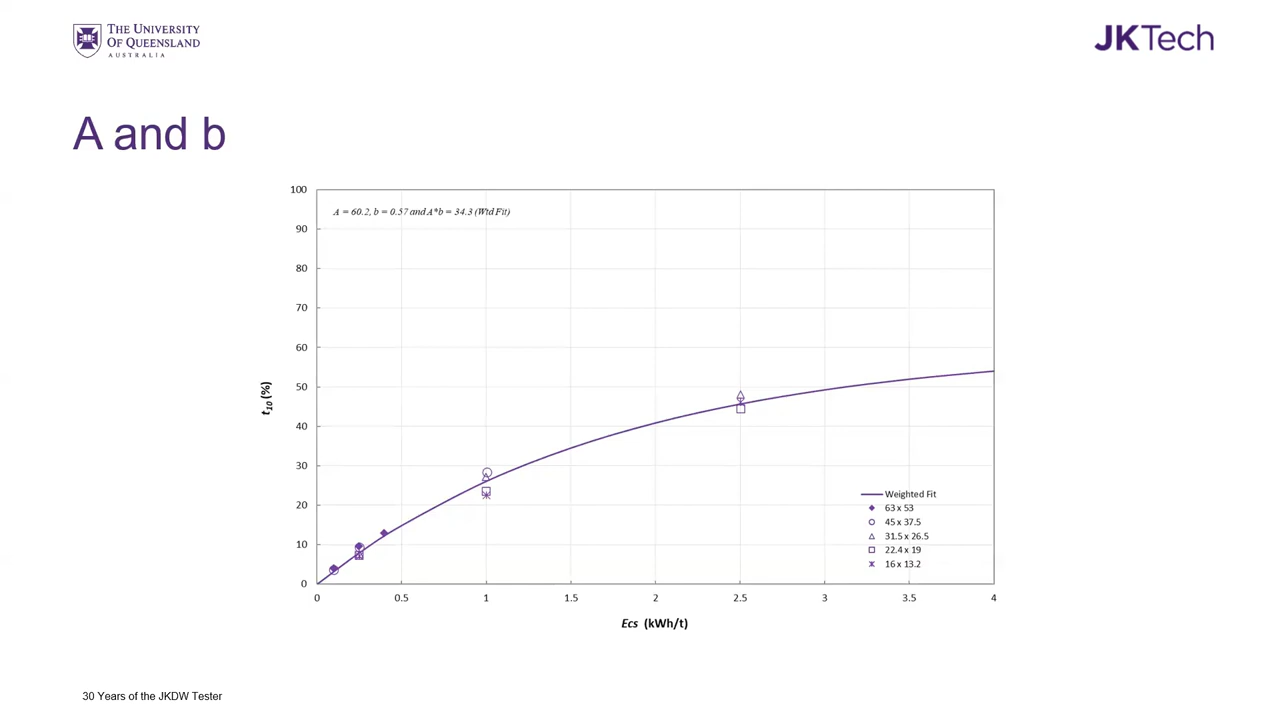 THE UNIVERSITY
OF QUEENSLAND
AUSTRALIA
JKTech
A and b
A = 60.2, b = 0.57 and A*b = 34.3 (Wtd Fit)
100
90
80
70
60
50
40
30
20
10
0
t10 (%)
Weighted Fit
63 x 53
45 x 37.5
31.5 x 26.5
22.4 x 19
16 x 13.2
0 0.5 1 1.5 2 2.5 3 3.5 4
Ecs (kWh/t)
30 Years of the JKDW Tester